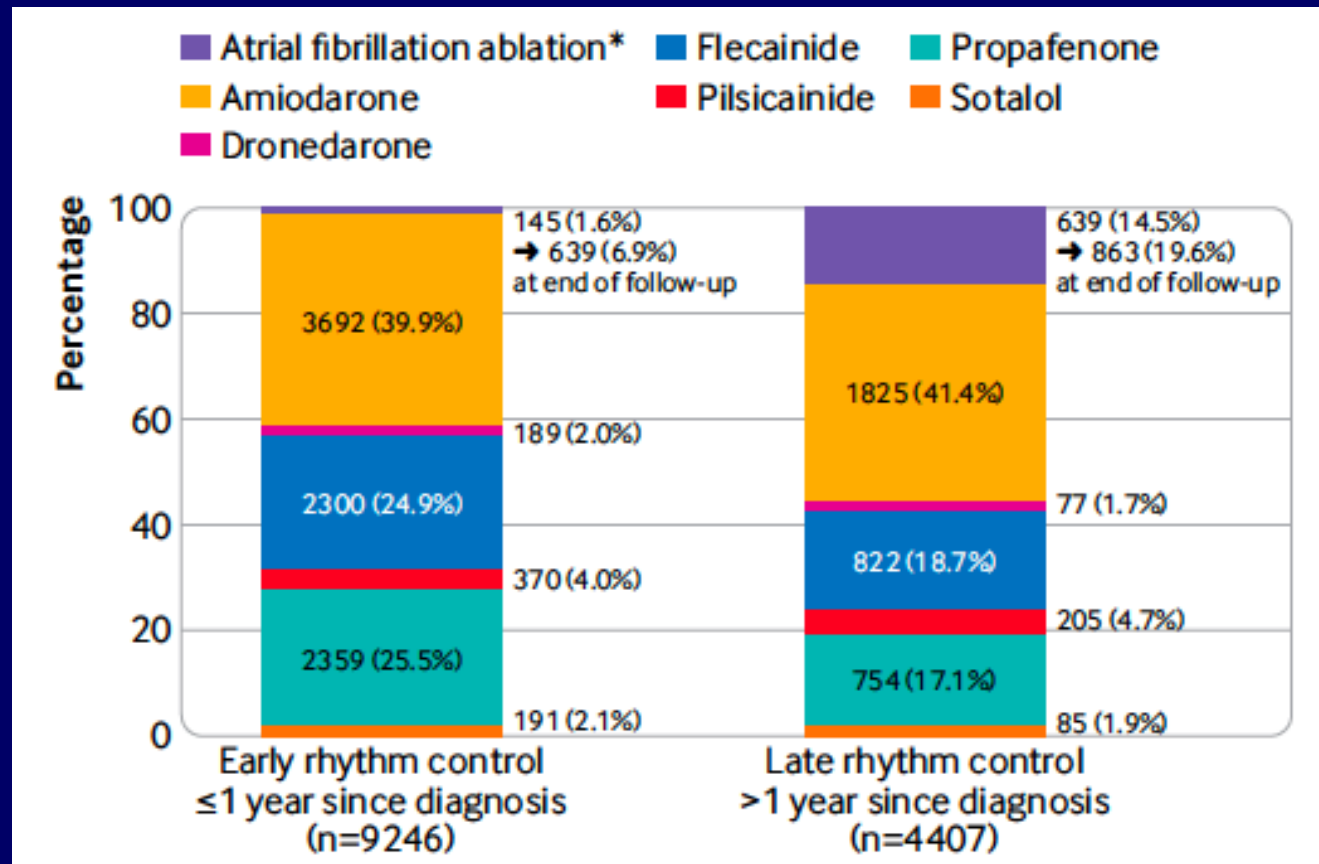 Atrial fibrillation ablation* Flecainide Propafenone
Amiodarone Pilsicainide Sotalol
Dronedarone
Percentage
100
80
60
40
20
0
145 (1.6%)
→ 639 (6.9%)
at end of follow-up
3692 (39.9%)
189 (2.0%)
2300 (24.9%)
370 (4.0%)
2359 (25.5%)
191 (2.1%)
Early rhythm control
≤1 year since diagnosis
(n=9246)
639 (14.5%)
→ 863 (19.6%)
at end of follow-up
1825 (41.4%)
77 (1.7%)
822 (18.7%)
205 (4.7%)
754 (17.1%)
85 (1.9%)
Late rhythm control
>1 year since diagnosis
(n=4407)